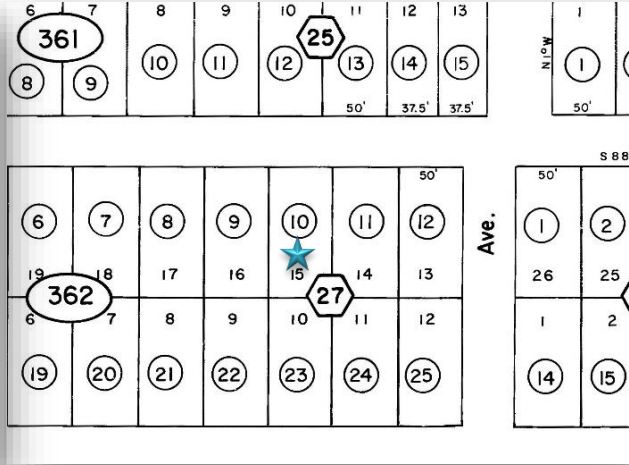 6 7 8 9 10 11 12 13 1
361 25
8 9 10 11 12 13 14 15 N 1° W 1
50' 37.5' 37.5' 50'
S 88
50' 50'
6 7 8 9 10 11 12 Ave. 1 2
19 18 17 16 15 14 13 26 25
362 27
6 7 8 9 10 11 12 1 2
19 20 21 22 23 24 25 14 15